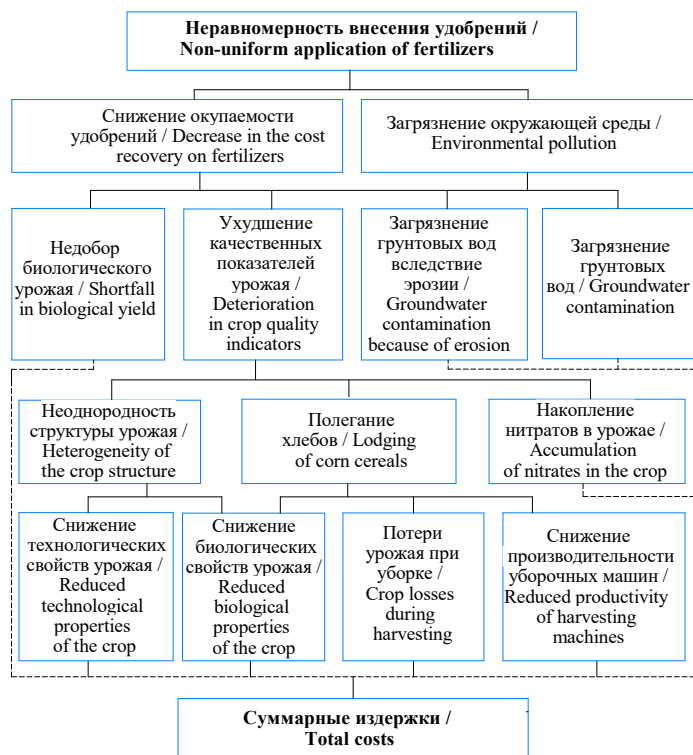 Неравномерность внесения удобрений /
Non-uniform application of fertilizers
Снижение окупаемости
удобрений / Decrease in the cost
recovery on fertilizers
Загрязнение окружающей среды /
Environmental pollution
Недобор
биологического
урожая / Shortfall
in biological yield
Ухудшение
качественных
показателей
урожая /
Deterioration
in crop quality
indicators
Загрязнение
грунтовых вод
вследствие
эрозии /
Groundwater
contamination
because of erosion
Загрязнение
грунтовых
вод / Groundwater
contamination
Неоднородность
структуры урожая /
Heterogeneity of
the crop structure
Полегание
хлебов / Lodging
of corn cereals
Накопление
нитратов в урожае /
Accumulation
of nitrates in the crop
Снижение
технологических
свойств урожая /
Reduced
technological
properties
of the crop
Снижение
биологических
свойств урожая /
Reduced
biological
properties
of the crop
Потери
урожая при
уборке /
Crop losses
during
harvesting
Снижение
производительности
уборочных машин /
Reduced productivity
of harvesting
machines
Суммарные издержки /
Total costs